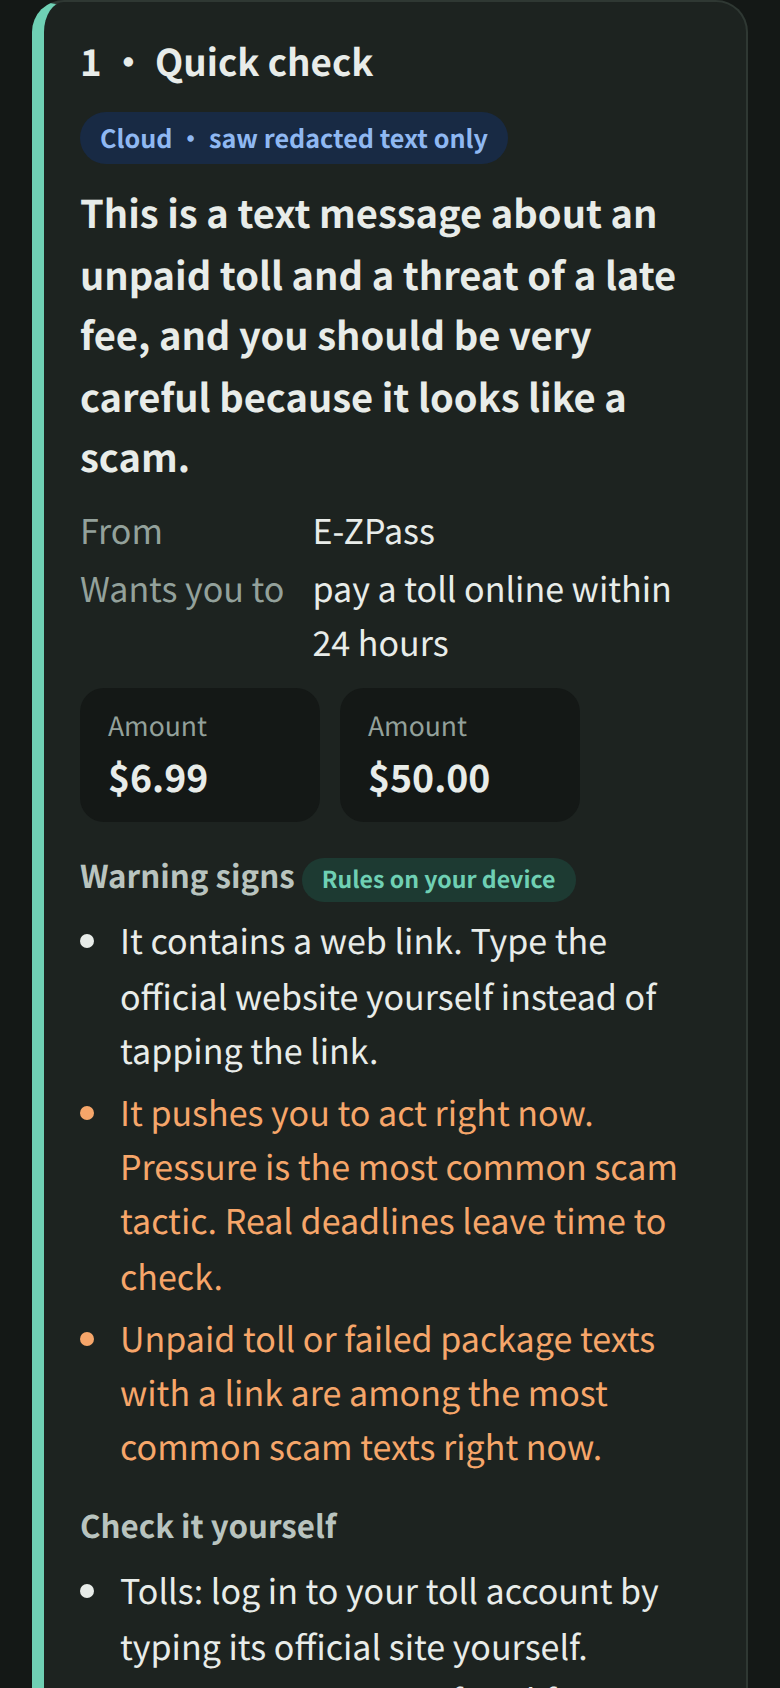 1 • Quick check
Cloud • saw redacted text only
This is a text message about an
unpaid toll and a threat of a late
fee, and you should be very
careful because it looks like a
scam.
From E-ZPass
Wants you to pay a toll online within
24 hours
Amount Amount
$6.99 $50.00
Warning signs Rules on your device
• It contains a web link. Type the
official website yourself instead of
tapping the link.
• It pushes you to act right now.
Pressure is the most common scam
tactic. Real deadlines leave time to
check.
• Unpaid toll or failed package texts
with a link are among the most
common scam texts right now.
Check it yourself
• Tolls: log in to your toll account by
typing its official site yourself.